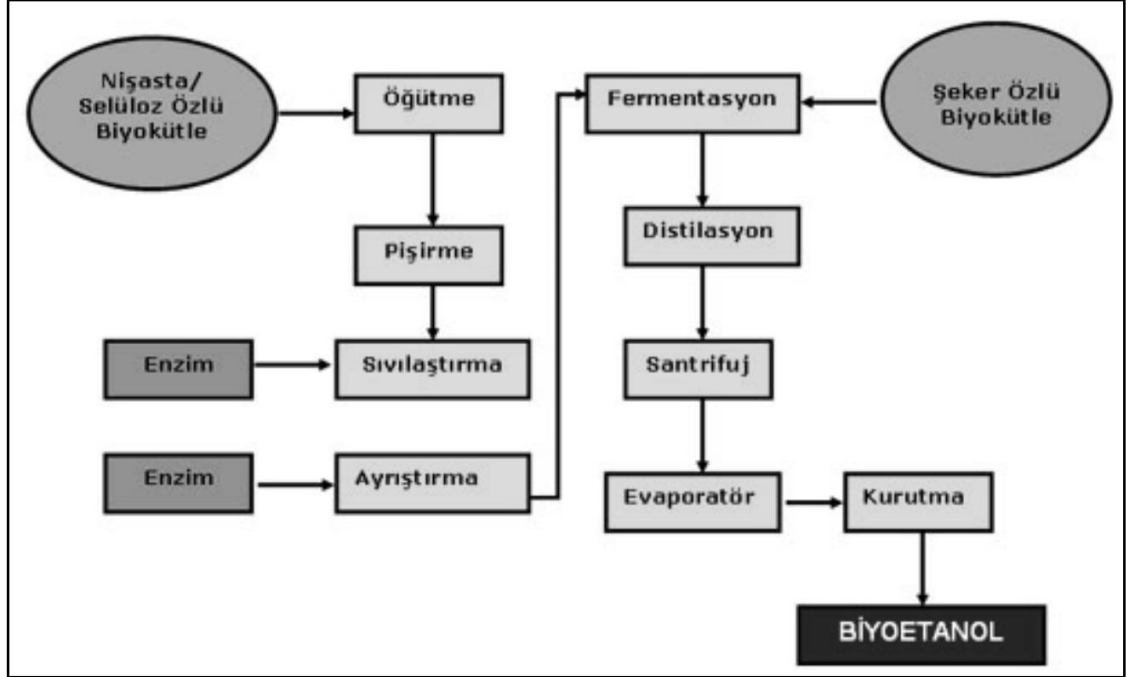 Nişasta/
Selüloz Özlü
Biyokütle
Öğütme
Pişirme
Enzim
Sıvılaştırma
Enzim
Ayrıştırma
Fermentasyon
Şeker Özlü
Biyokütle
Distilasyon
Santrifuj
Evaporatör
Kurutma
BİYOETANOL